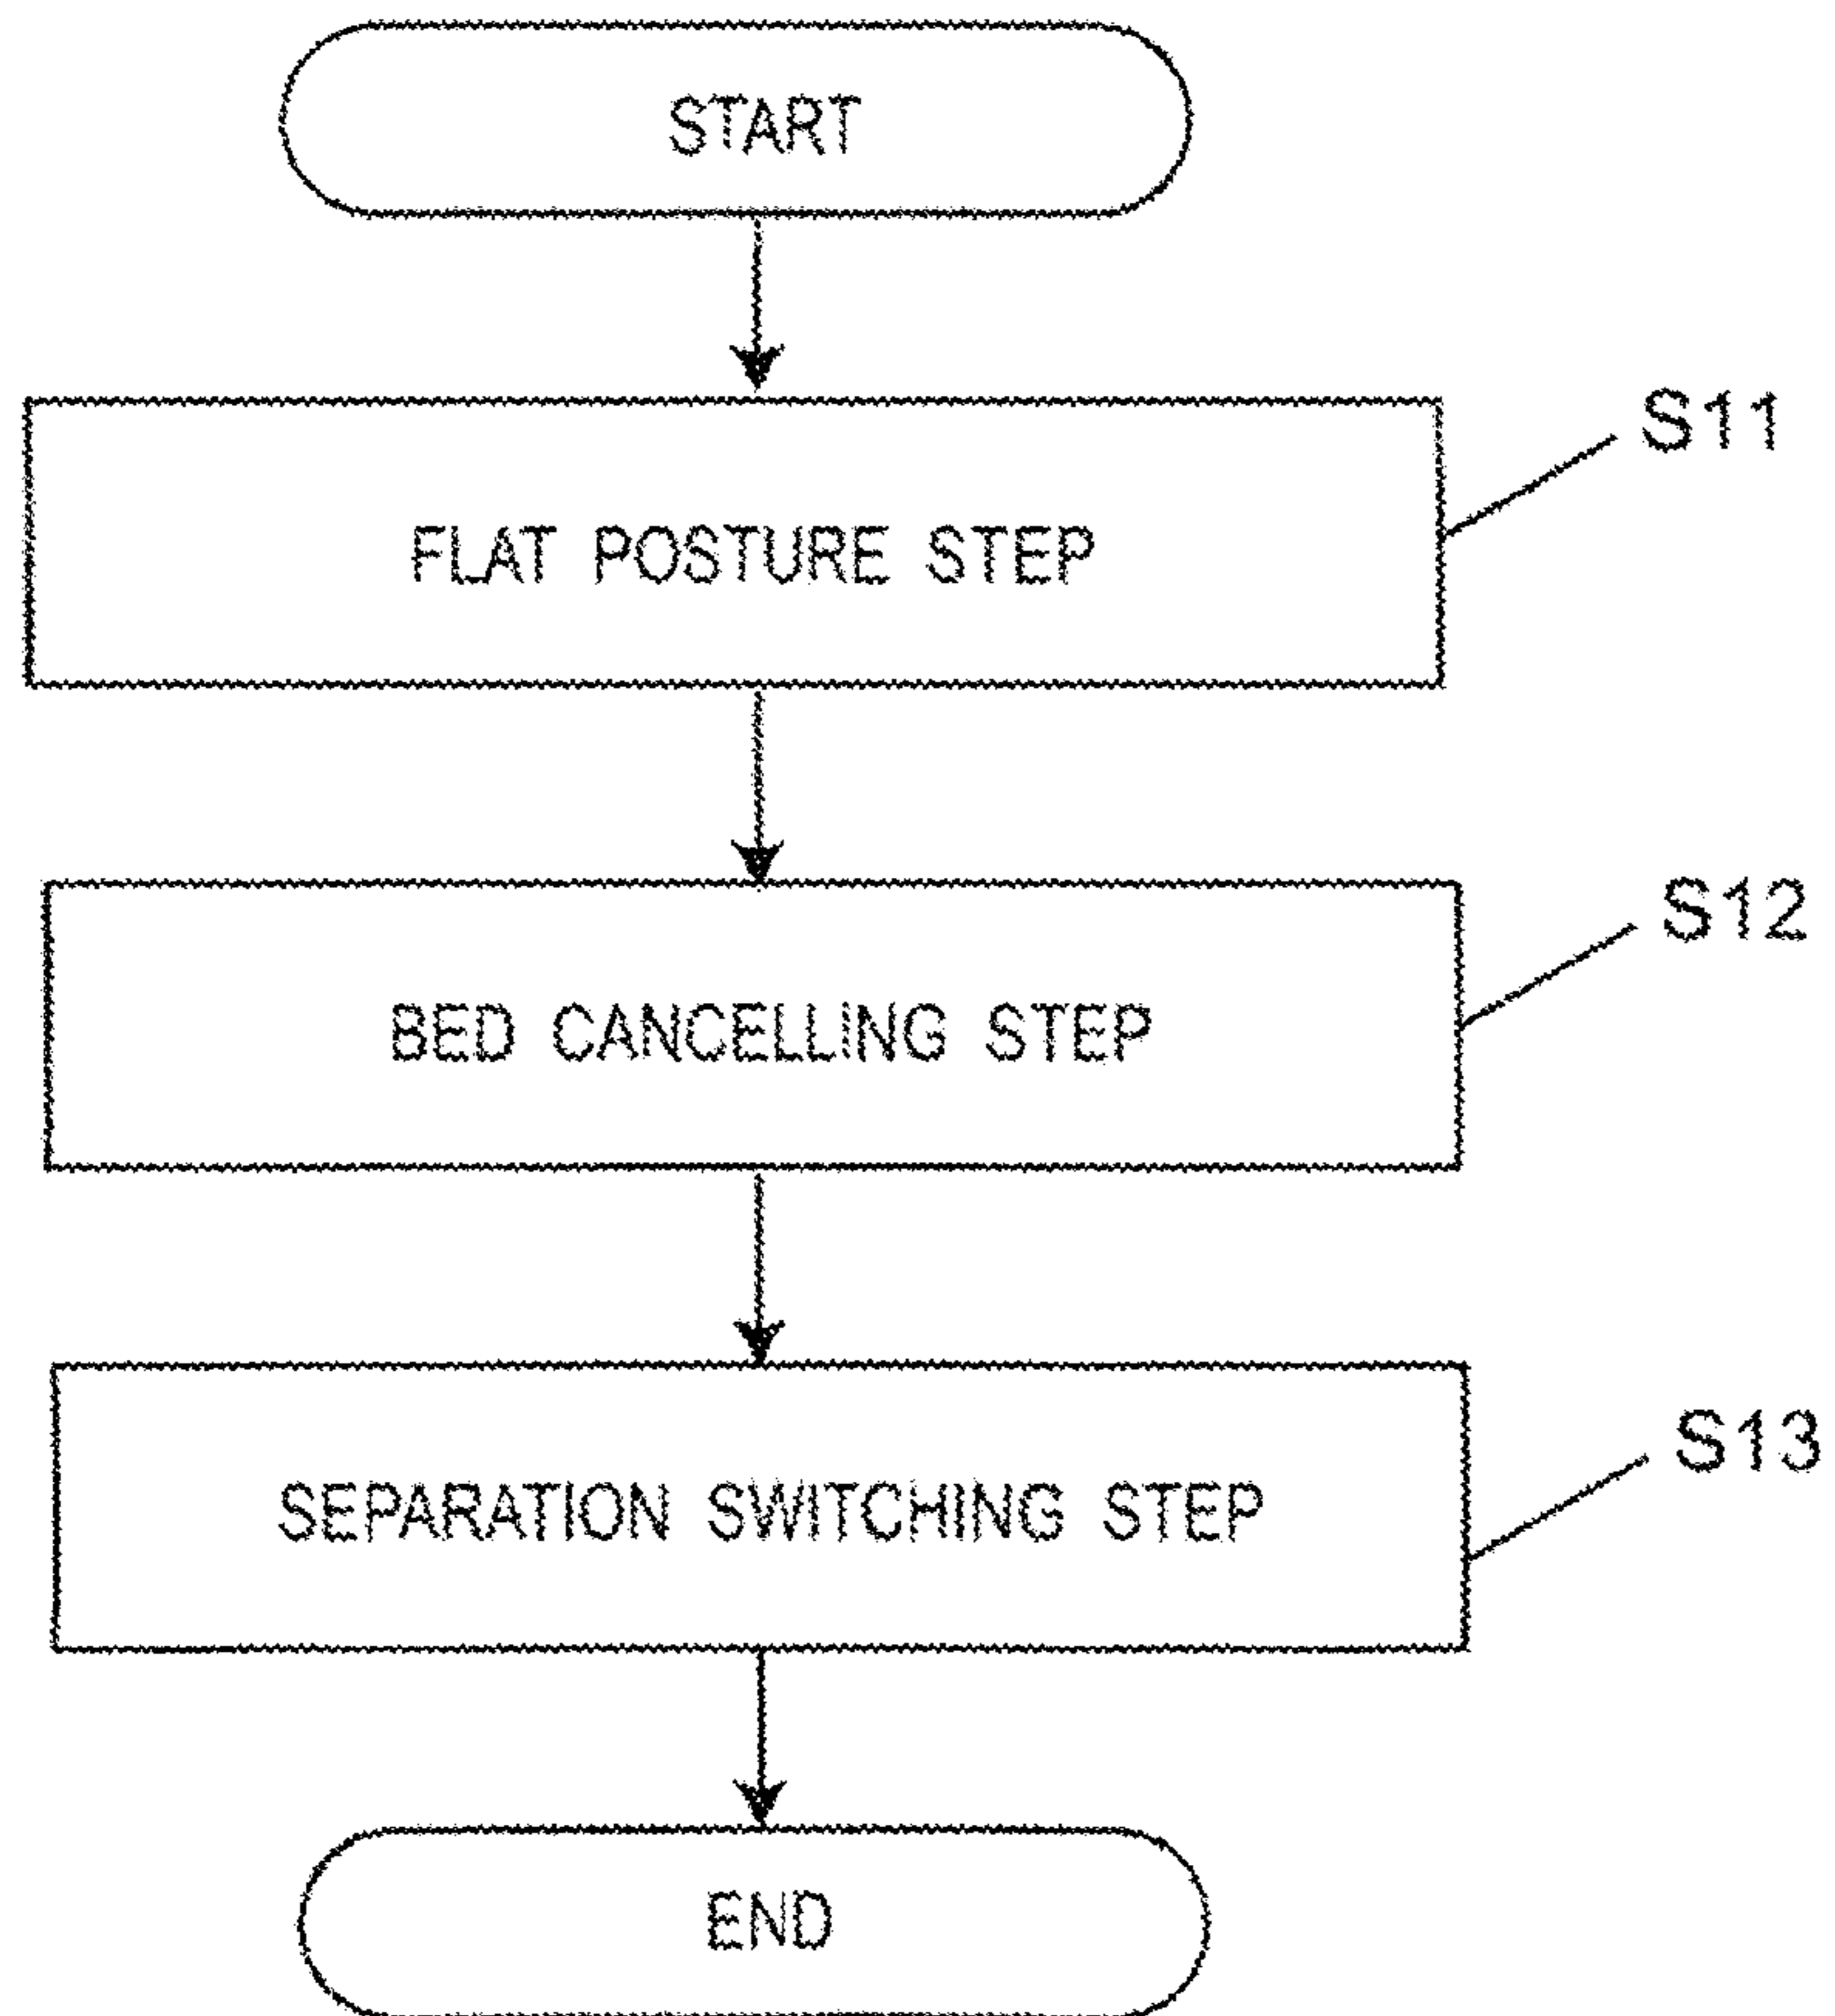 START
S11
FLAT POSTURE STEP
S12
BED CANCELLING STEP
S13
SEPARATION SWITCHING STEP
END